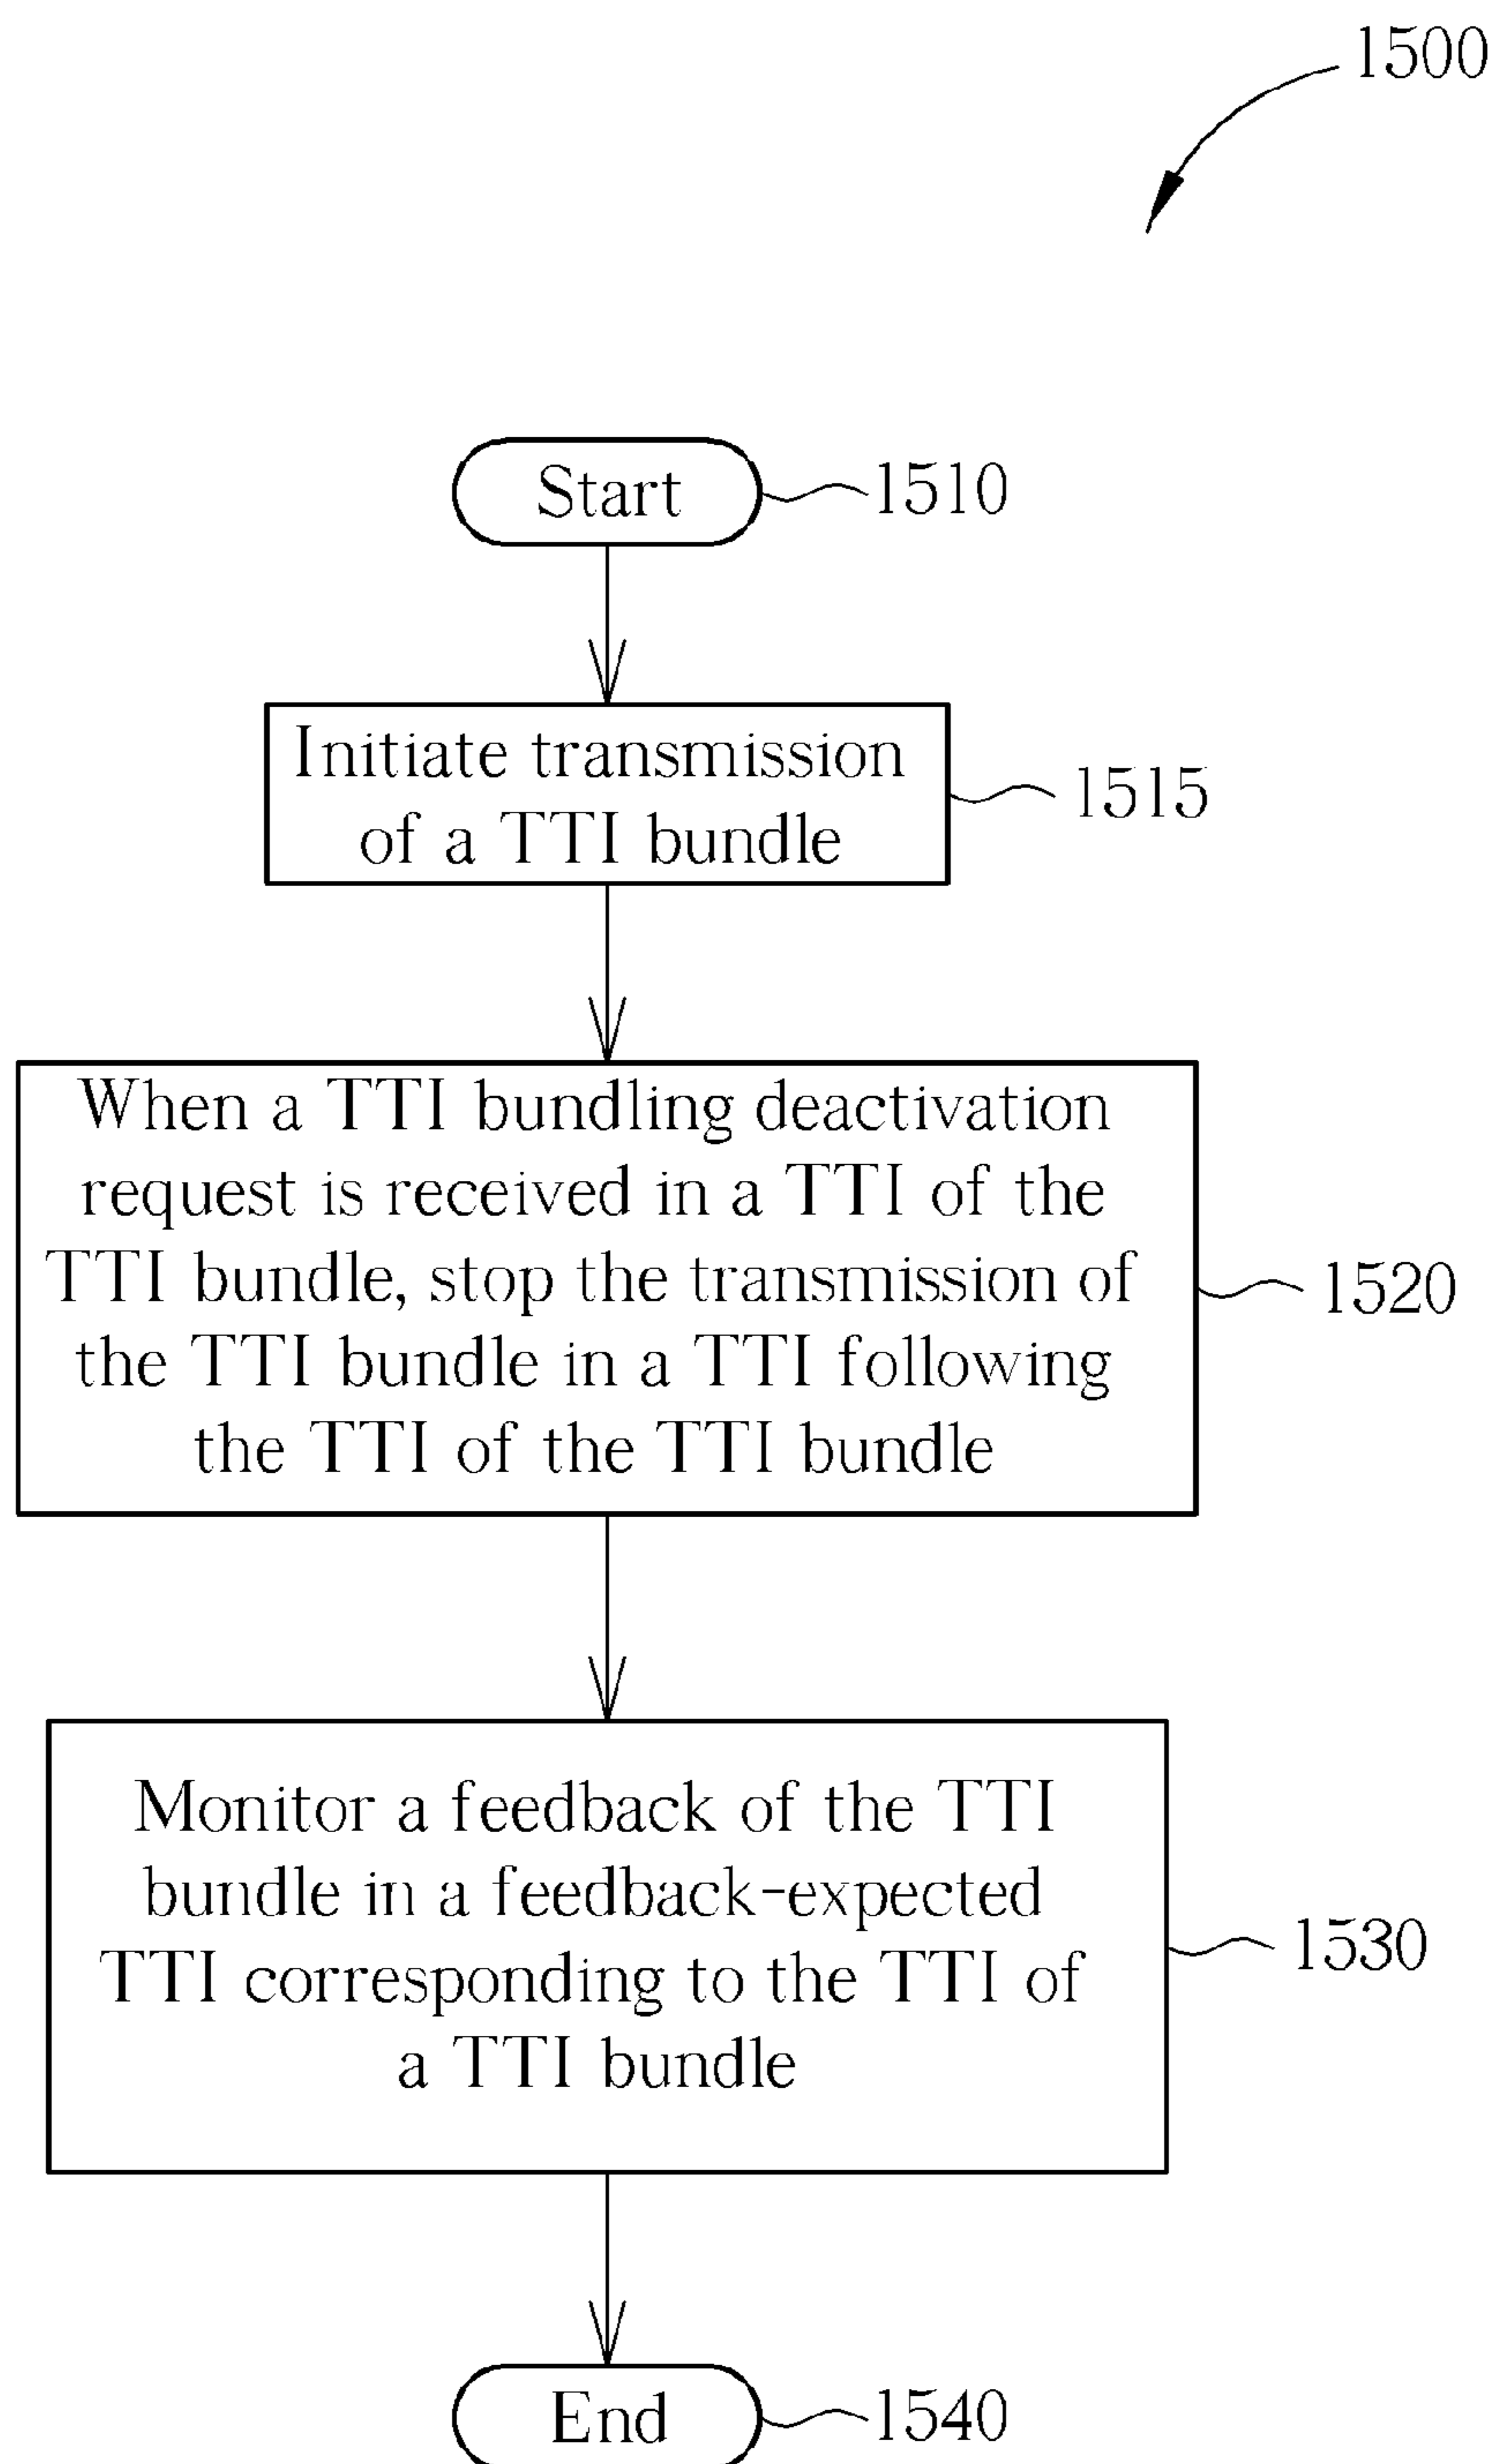 1500
Start
1510
Initiate transmission
of a TTI bundle
1515
When a TTI bundling deactivation
request is received in a TTI of the
TTI bundle, stop the transmission of
the TTI bundle in a TTI following
the TTI of the TTI bundle
1520
Monitor a feedback of the TTI
bundle in a feedback-expected
TTI corresponding to the TTI of
a TTI bundle
1530
End
1540